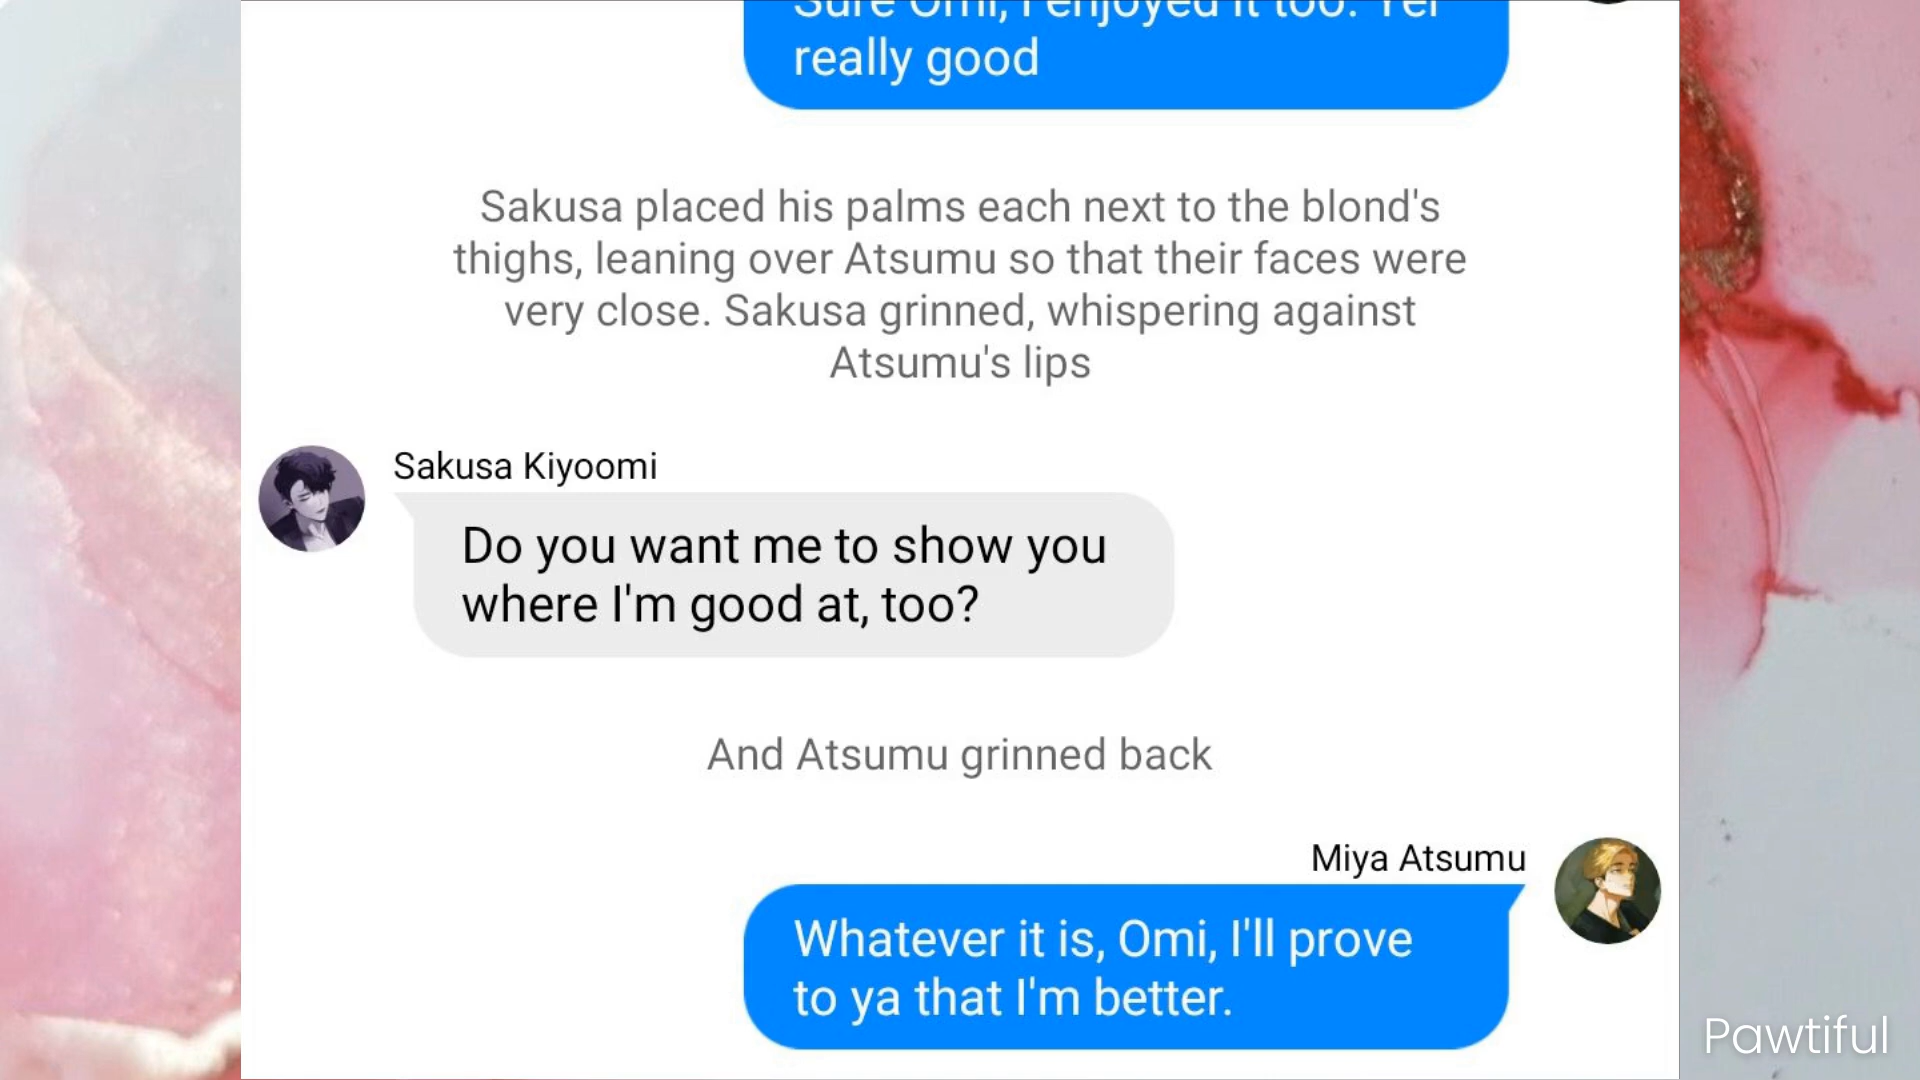 Sure Omi, I enjoyed it too. Yer
really good
Sakusa placed his palms each next to the blond's
thighs, leaning over Atsumu so that their faces were
very close. Sakusa grinned, whispering against
Atsumu's lips
Sakusa Kiyoomi
Do you want me to show you
where I'm good at, too?
And Atsumu grinned back
Miya Atsumu
Whatever it is, Omi, I'll prove
to ya that I'm better.
Pawtiful